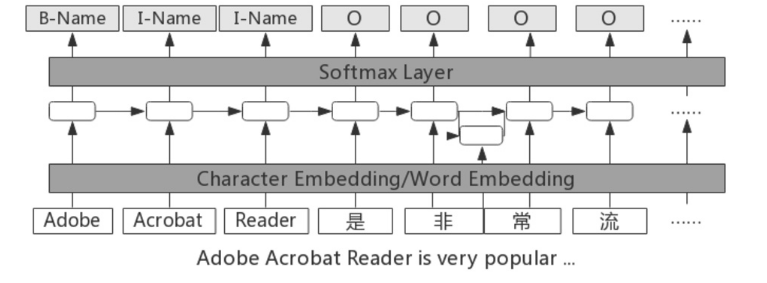 B-Name I-Name I-Name O O O O ......
Softmax Layer
......
Character Embedding/Word Embedding
Adobe Acrobat Reader 是 非 常 流 ......
Adobe Acrobat Reader is very popular ...